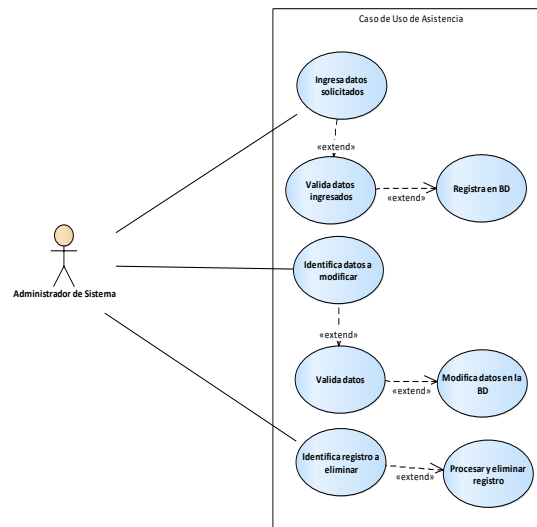 Caso de Uso de Asistencia
Ingresa datos
solicitados
«extend»
Valida datos
ingresados
«extend»
Registra en BD
Administrador de Sistema
Identifica datos a
modificar
«extend»
Valida datos
«extend»
Modifica datos en la
BD
Identifica registro a
eliminar
«extend»
Procesar y eliminar
registro